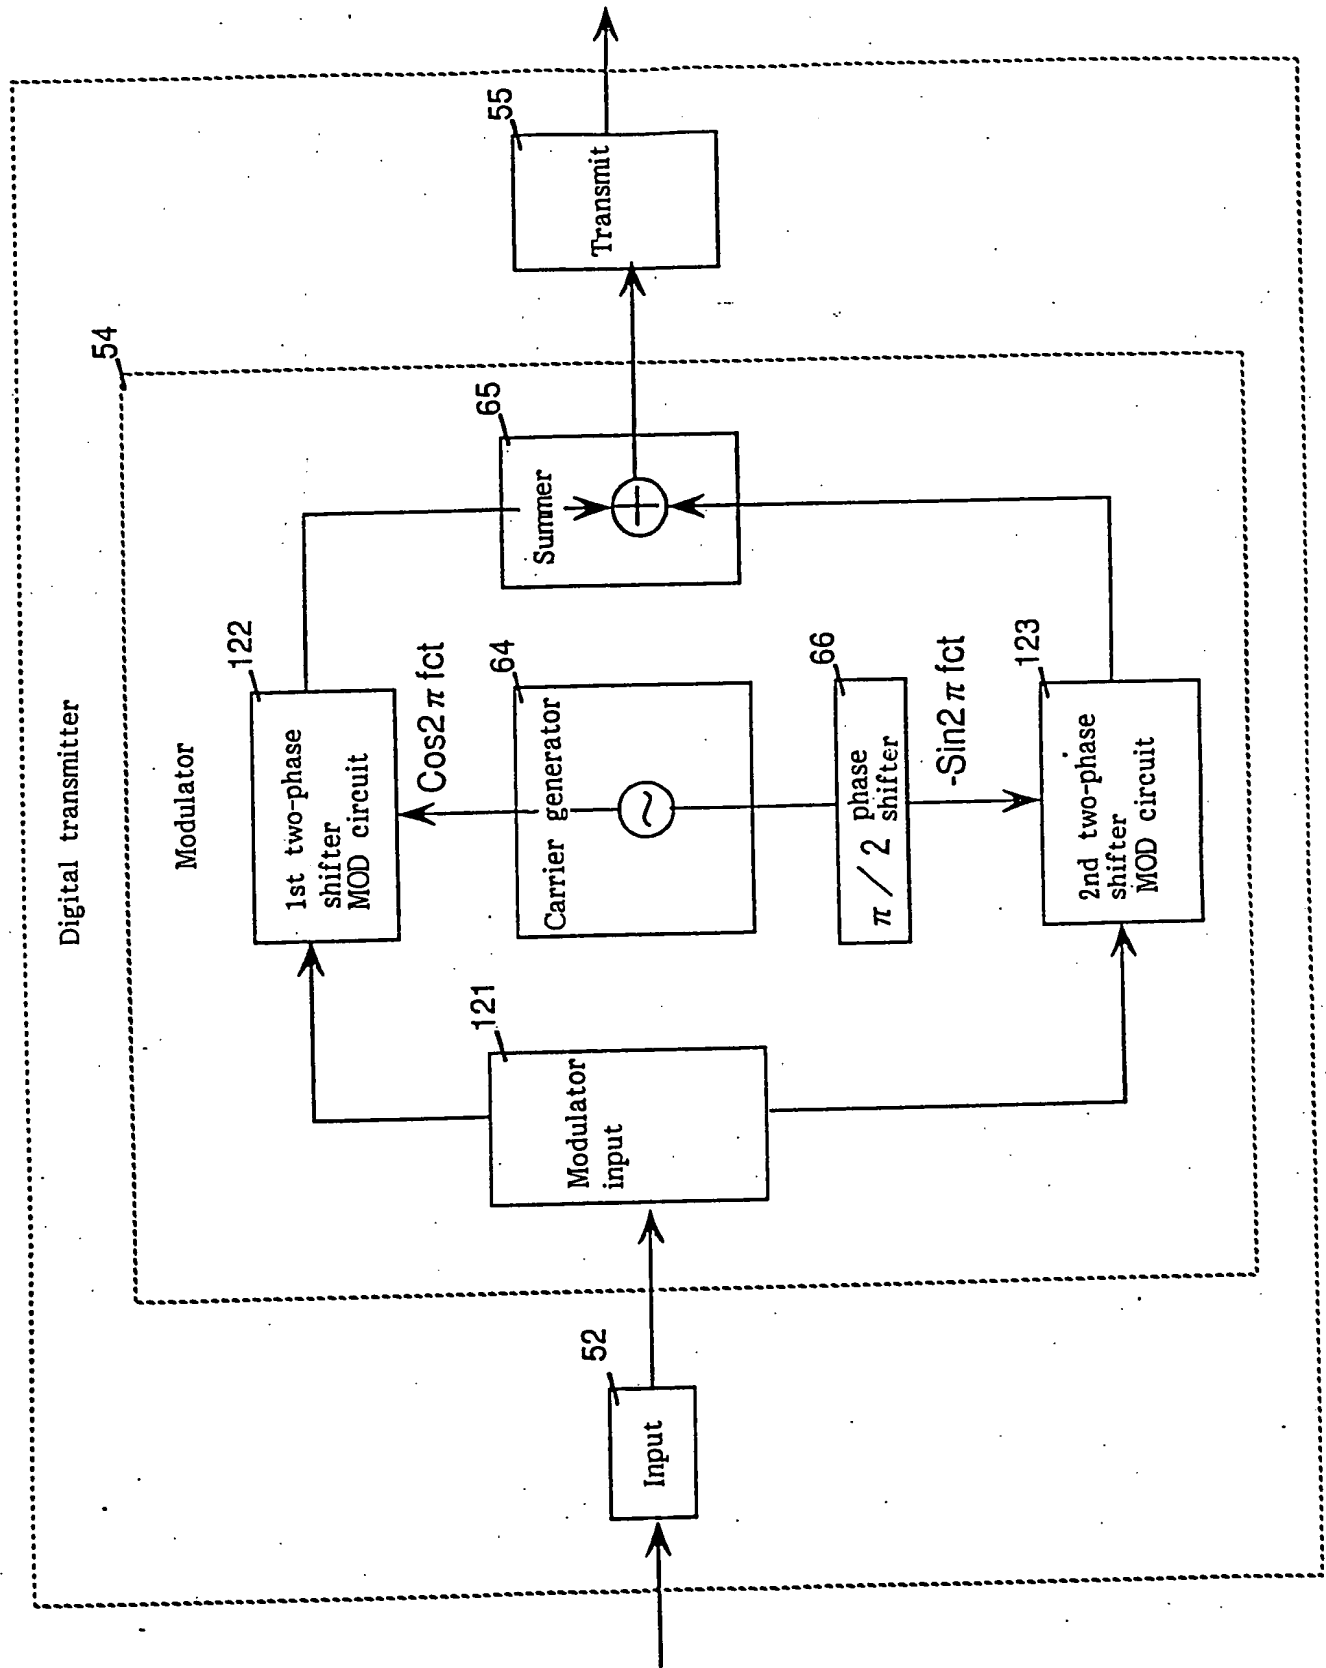 Digital transmitter
Modulator
54
52
Input
121
Modulator
input
122
1st two-phase
shifter
MOD circuit
Cos2πfct
64
Carrier generator
~
66
π/2 phase
shifter
-Sin2πfct
123
2nd two-phase
shifter
MOD circuit
65
Summer
+
55
Transmit